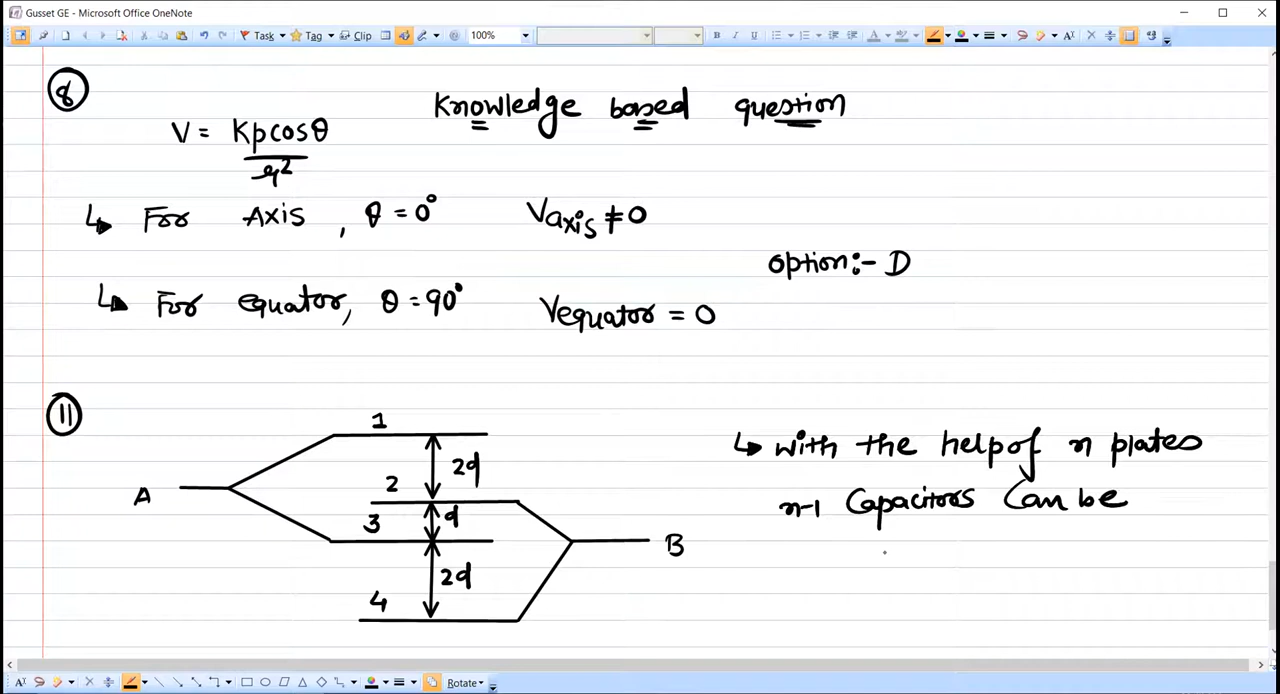 Gusset GE - Microsoft Office OneNote
Task Tag Clip 100% B I U
8 Knowledge based question
V = Kpcosθ
r²
For Axis, θ = 0° Vaxis ≠ 0
option:- D
For equator, θ = 90° Vequator = 0
11
1
with the help of n plates
2d
A 2
n-1 Capacitors Can be
3 d
B
2d
4
Rotate